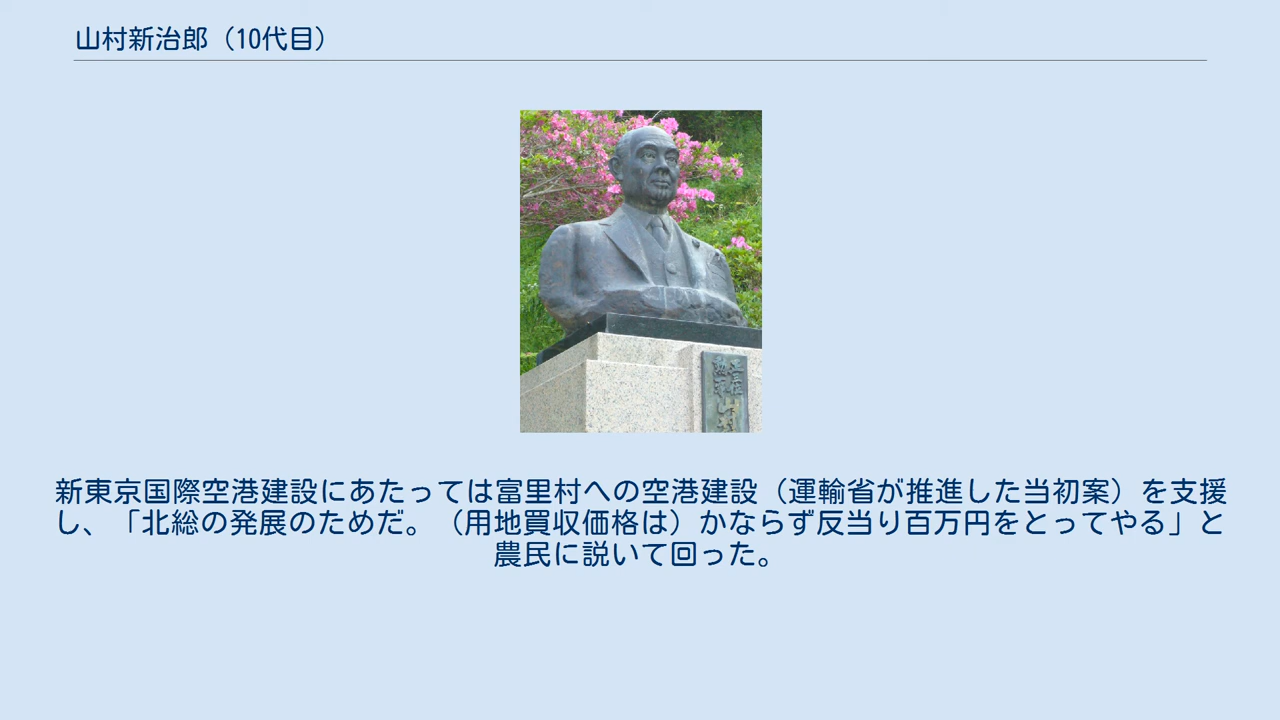 山村新治郎（10代目）
新東京国際空港建設にあたっては富里村への空港建設（運輸省が推進した当初案）を支援
し、「北総の発展のためだ。（用地買収価格は）かならず反当り百万円をとってやる」と
農民に説いて回った。